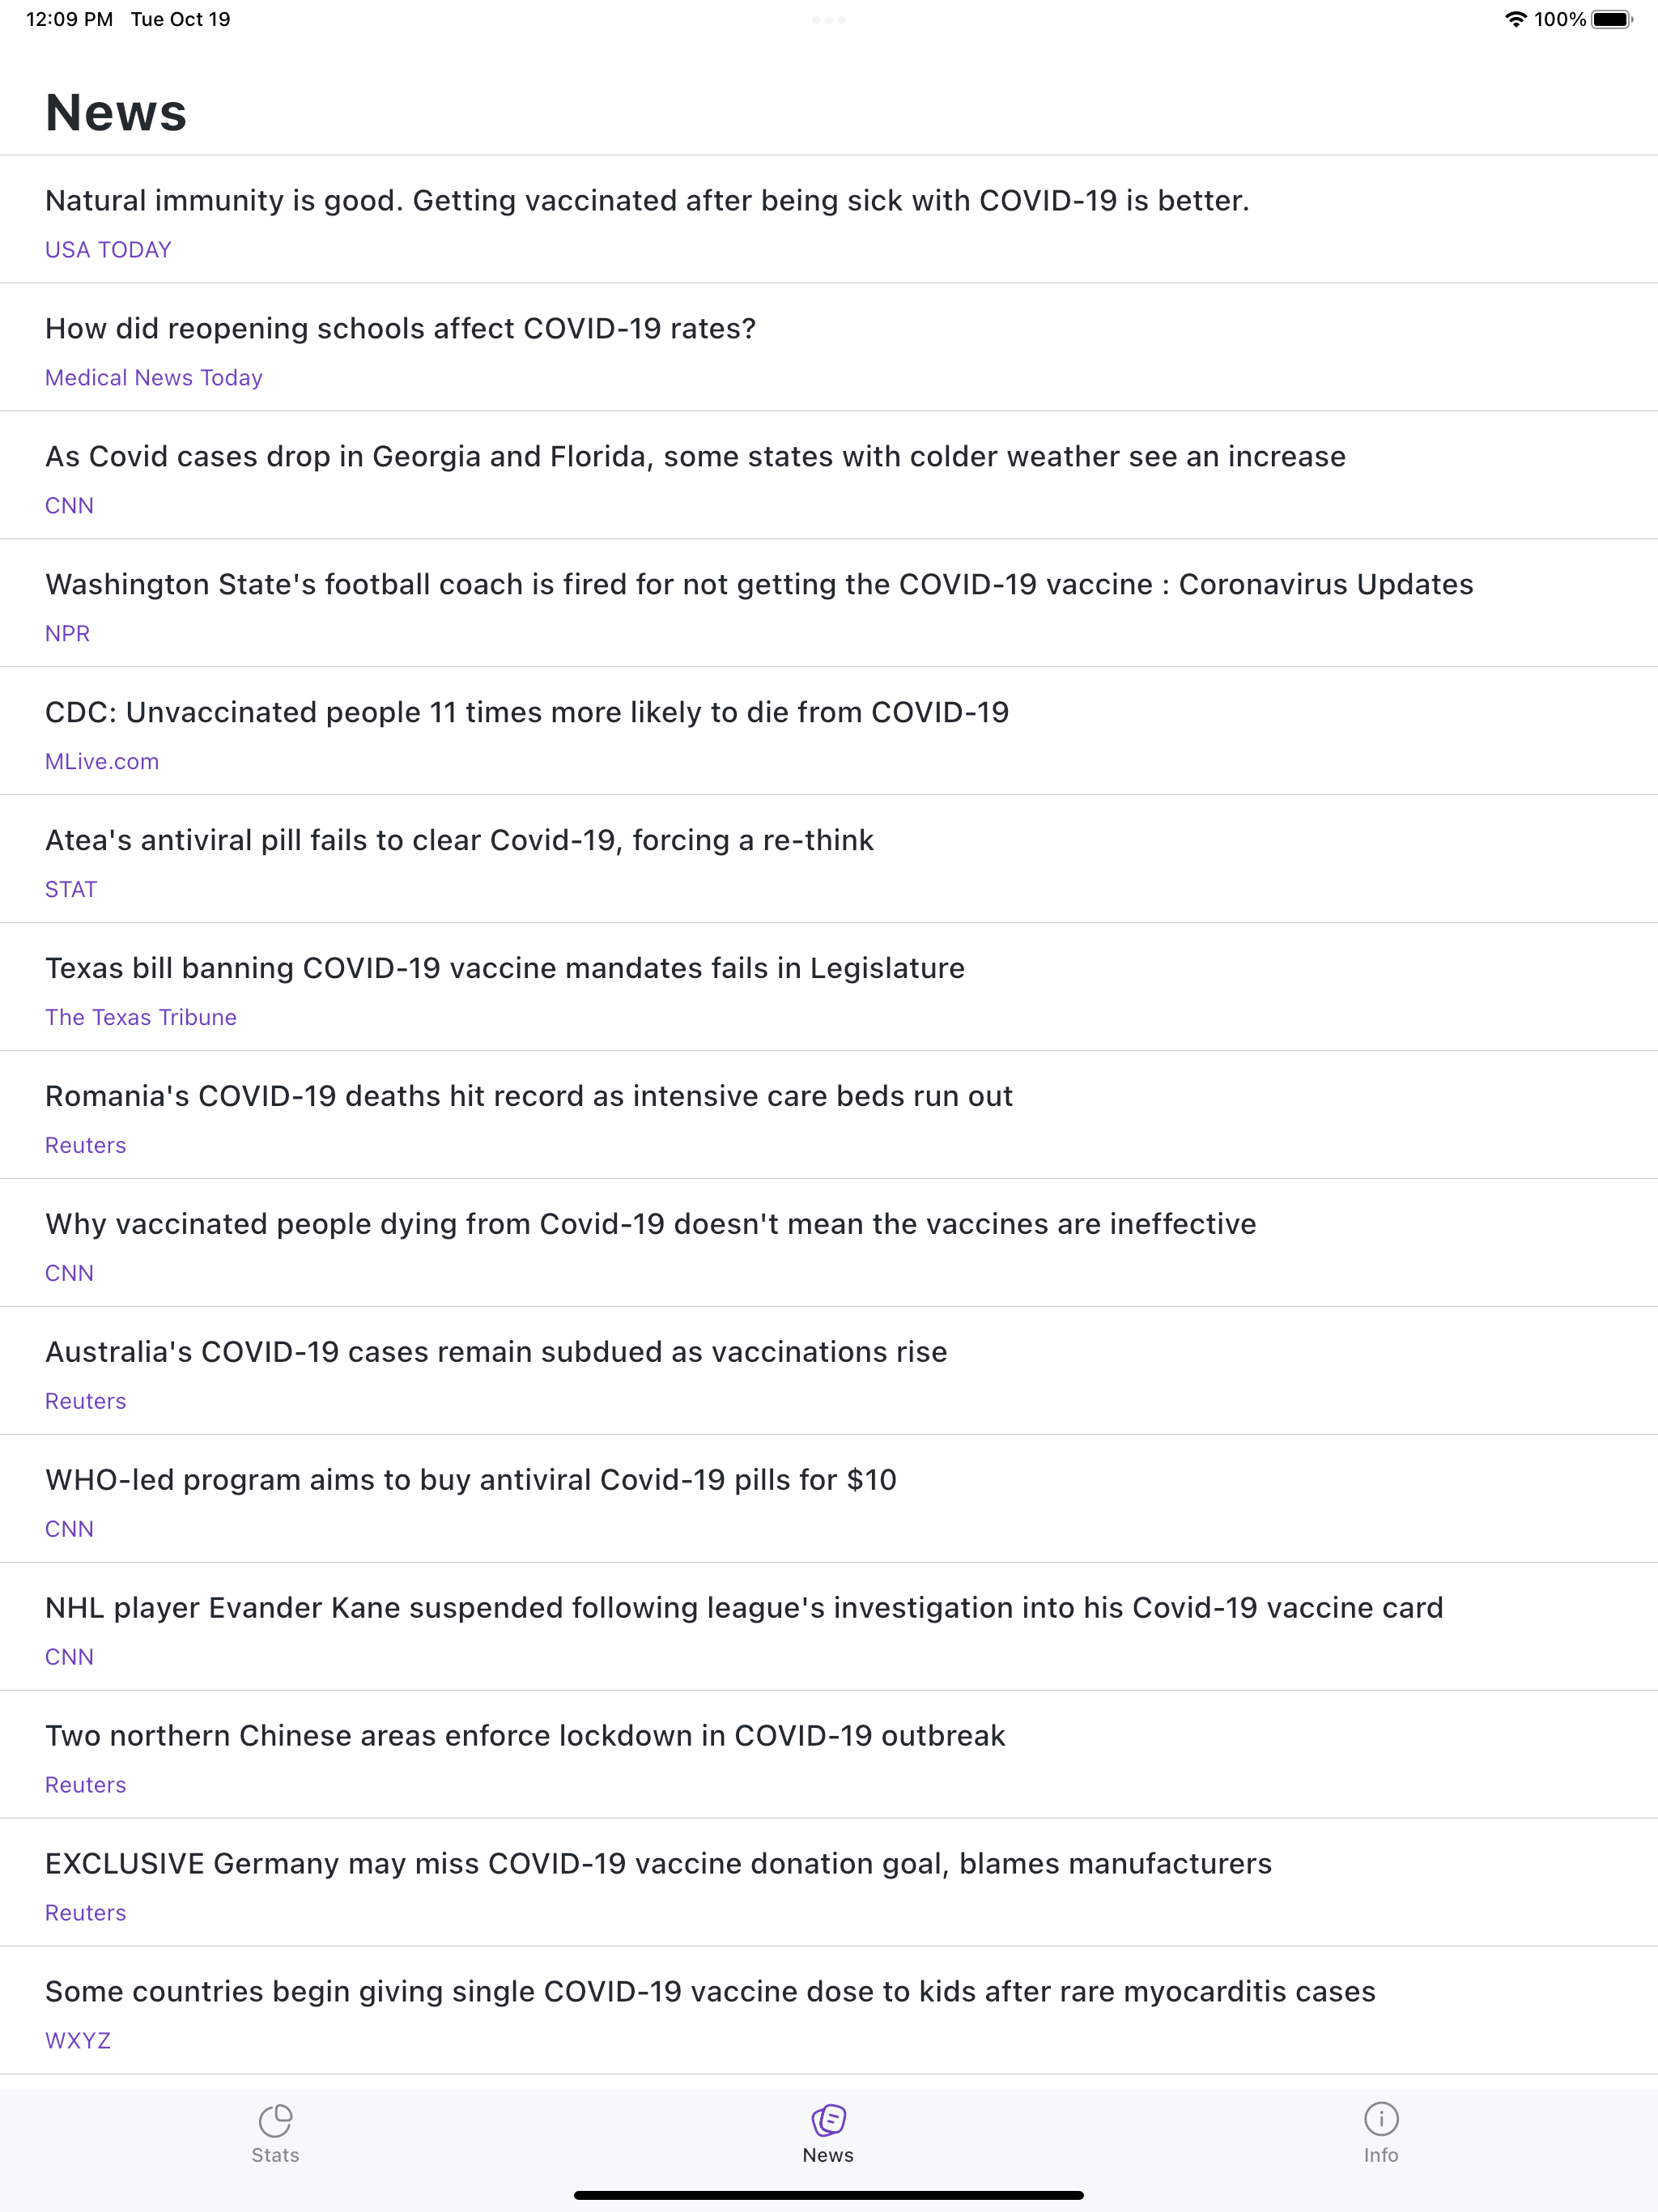 12:09 PM Tue Oct 19
100%
News
Natural immunity is good. Getting vaccinated after being sick with COVID-19 is better.
USA TODAY
How did reopening schools affect COVID-19 rates?
Medical News Today
As Covid cases drop in Georgia and Florida, some states with colder weather see an increase
CNN
Washington State's football coach is fired for not getting the COVID-19 vaccine : Coronavirus Updates
NPR
CDC: Unvaccinated people 11 times more likely to die from COVID-19
MLive.com
Atea's antiviral pill fails to clear Covid-19, forcing a re-think
STAT
Texas bill banning COVID-19 vaccine mandates fails in Legislature
The Texas Tribune
Romania's COVID-19 deaths hit record as intensive care beds run out
Reuters
Why vaccinated people dying from Covid-19 doesn't mean the vaccines are ineffective
CNN
Australia's COVID-19 cases remain subdued as vaccinations rise
Reuters
WHO-led program aims to buy antiviral Covid-19 pills for $10
CNN
NHL player Evander Kane suspended following league's investigation into his Covid-19 vaccine card
CNN
Two northern Chinese areas enforce lockdown in COVID-19 outbreak
Reuters
EXCLUSIVE Germany may miss COVID-19 vaccine donation goal, blames manufacturers
Reuters
Some countries begin giving single COVID-19 vaccine dose to kids after rare myocarditis cases
WXYZ
Stats
News
Info